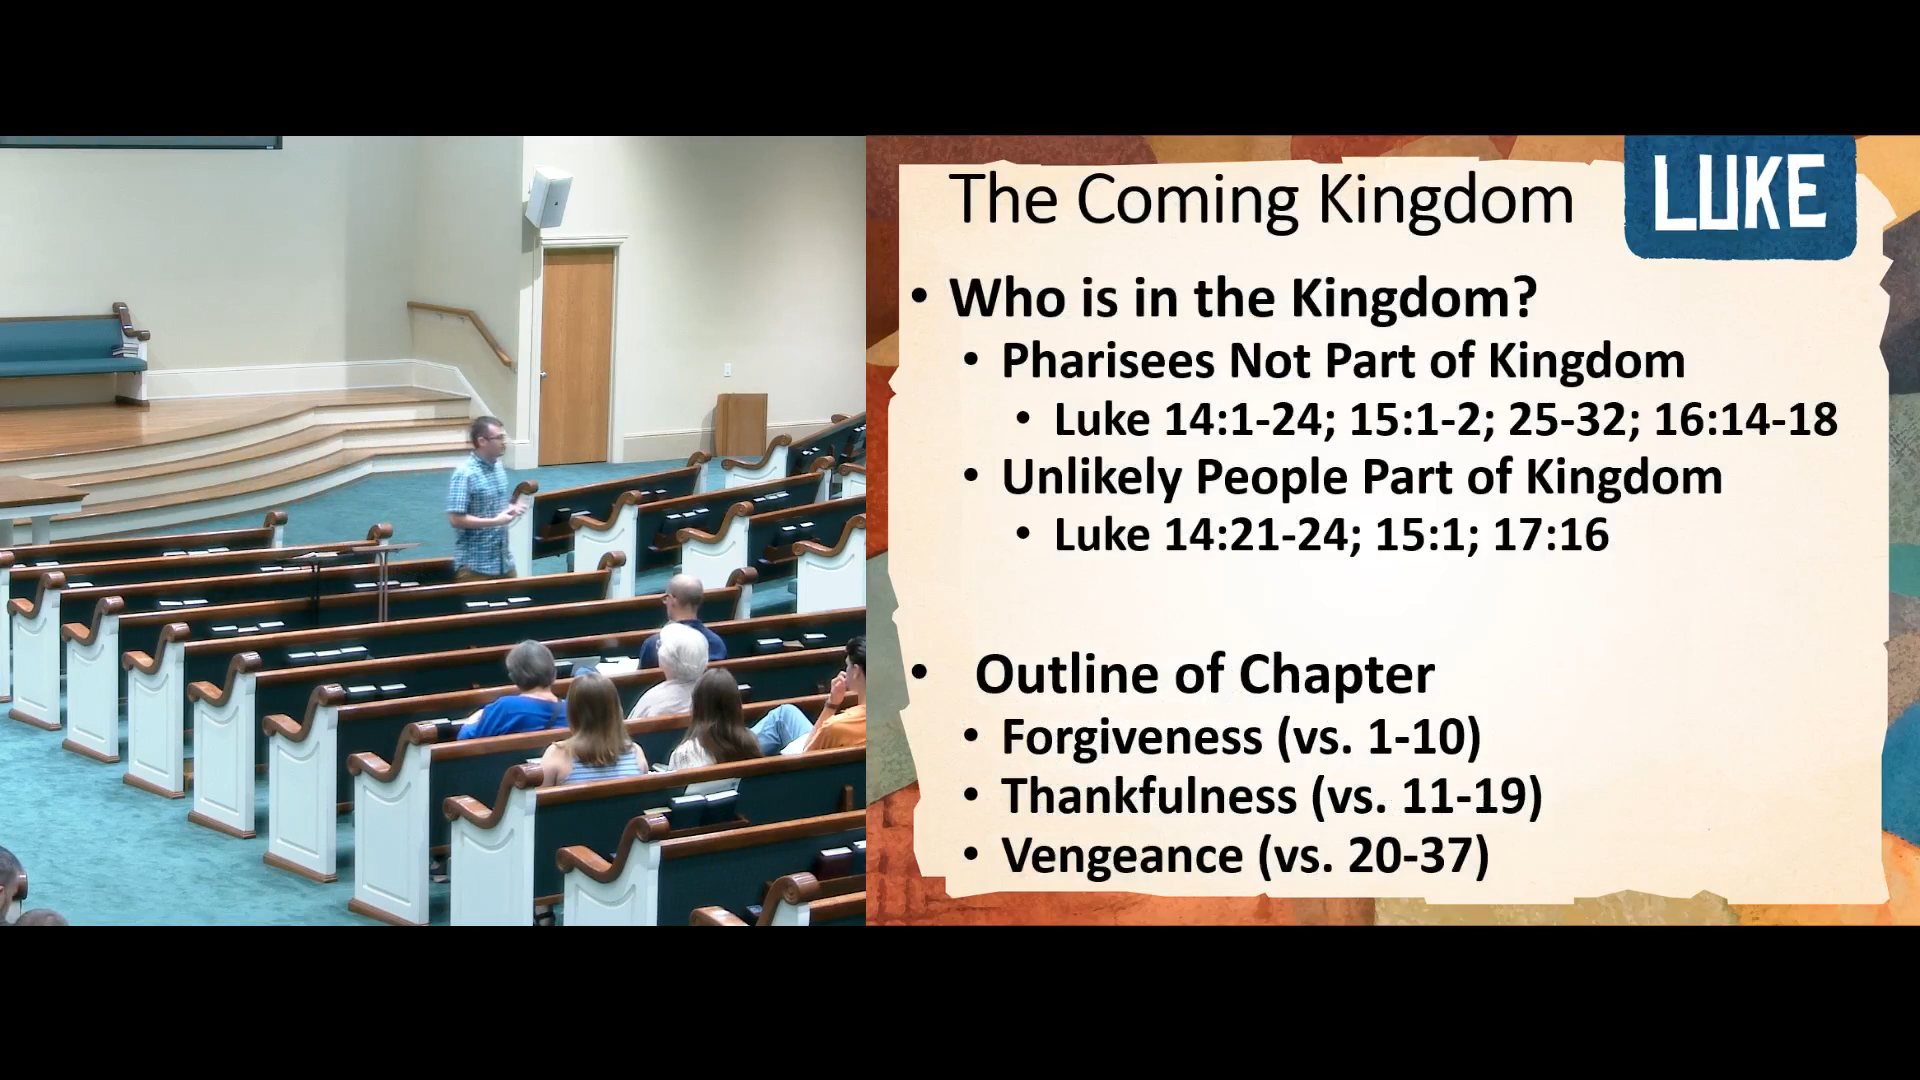 The Coming Kingdom
LUKE
• Who is in the Kingdom?
• Pharisees Not Part of Kingdom
• Luke 14:1-24; 15:1-2; 25-32; 16:14-18
• Unlikely People Part of Kingdom
• Luke 14:21-24; 15:1; 17:16
• Outline of Chapter
• Forgiveness (vs. 1-10)
• Thankfulness (vs. 11-19)
• Vengeance (vs. 20-37)